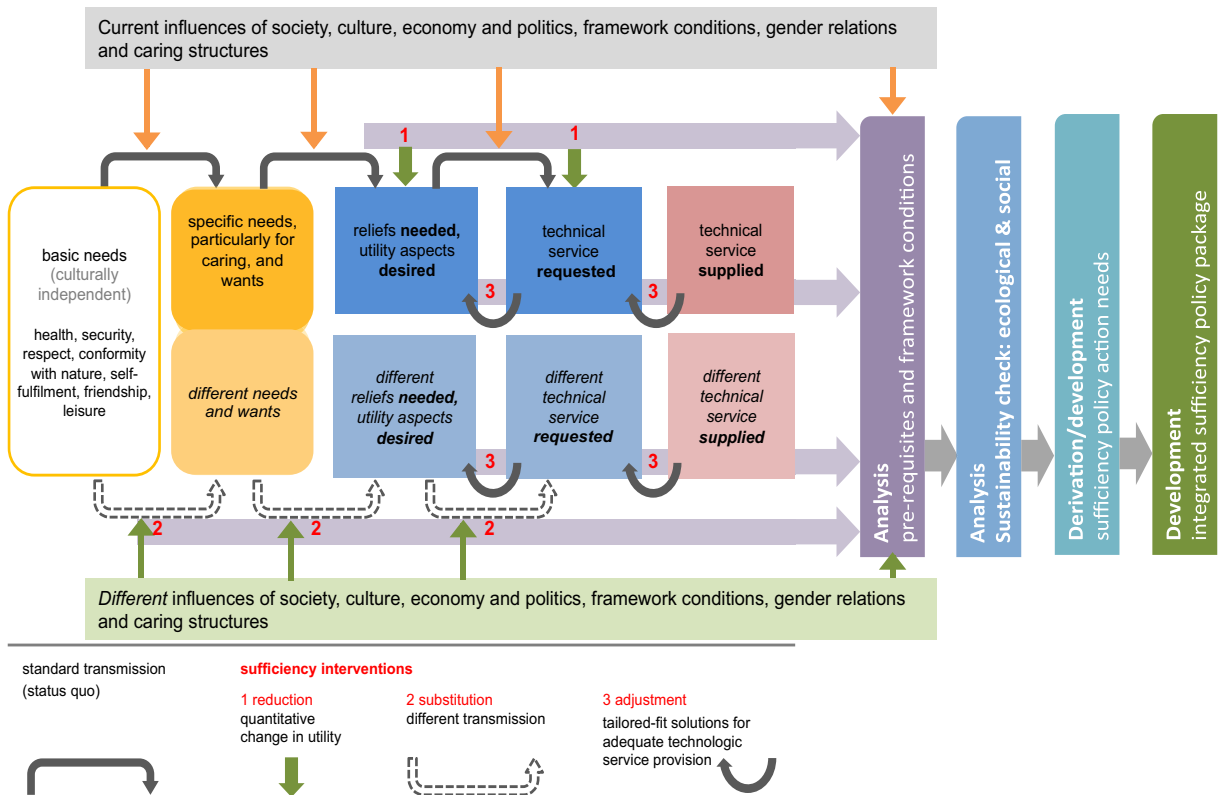 Current influences of society, culture, economy and politics, framework conditions, gender relations
and caring structures
1
1
basic needs
(culturally
independent)
health, security,
respect, conformity
with nature, self-
fulfilment, friendship,
leisure
specific needs,
particularly for
caring, and
wants
reliefs needed,
utility aspects
desired
3
technical
service
requested
3
technical
service
supplied
different needs
and wants
different
reliefs needed,
utility aspects
desired
3
different
technical
service
requested
3
different
technical
service
supplied
2
2
2
Analysis
pre-requisites and framework conditions
Analysis
Sustainability check: ecological & social
Derivation/development
sufficiency policy action needs
Development
integrated sufficiency policy package
Different influences of society, culture, economy and politics, framework conditions, gender relations
and caring structures
standard transmission
(status quo)
sufficiency interventions
1 reduction
quantitative
change in utility
2 substitution
different transmission
3 adjustment
tailored-fit solutions for
adequate technologic
service provision